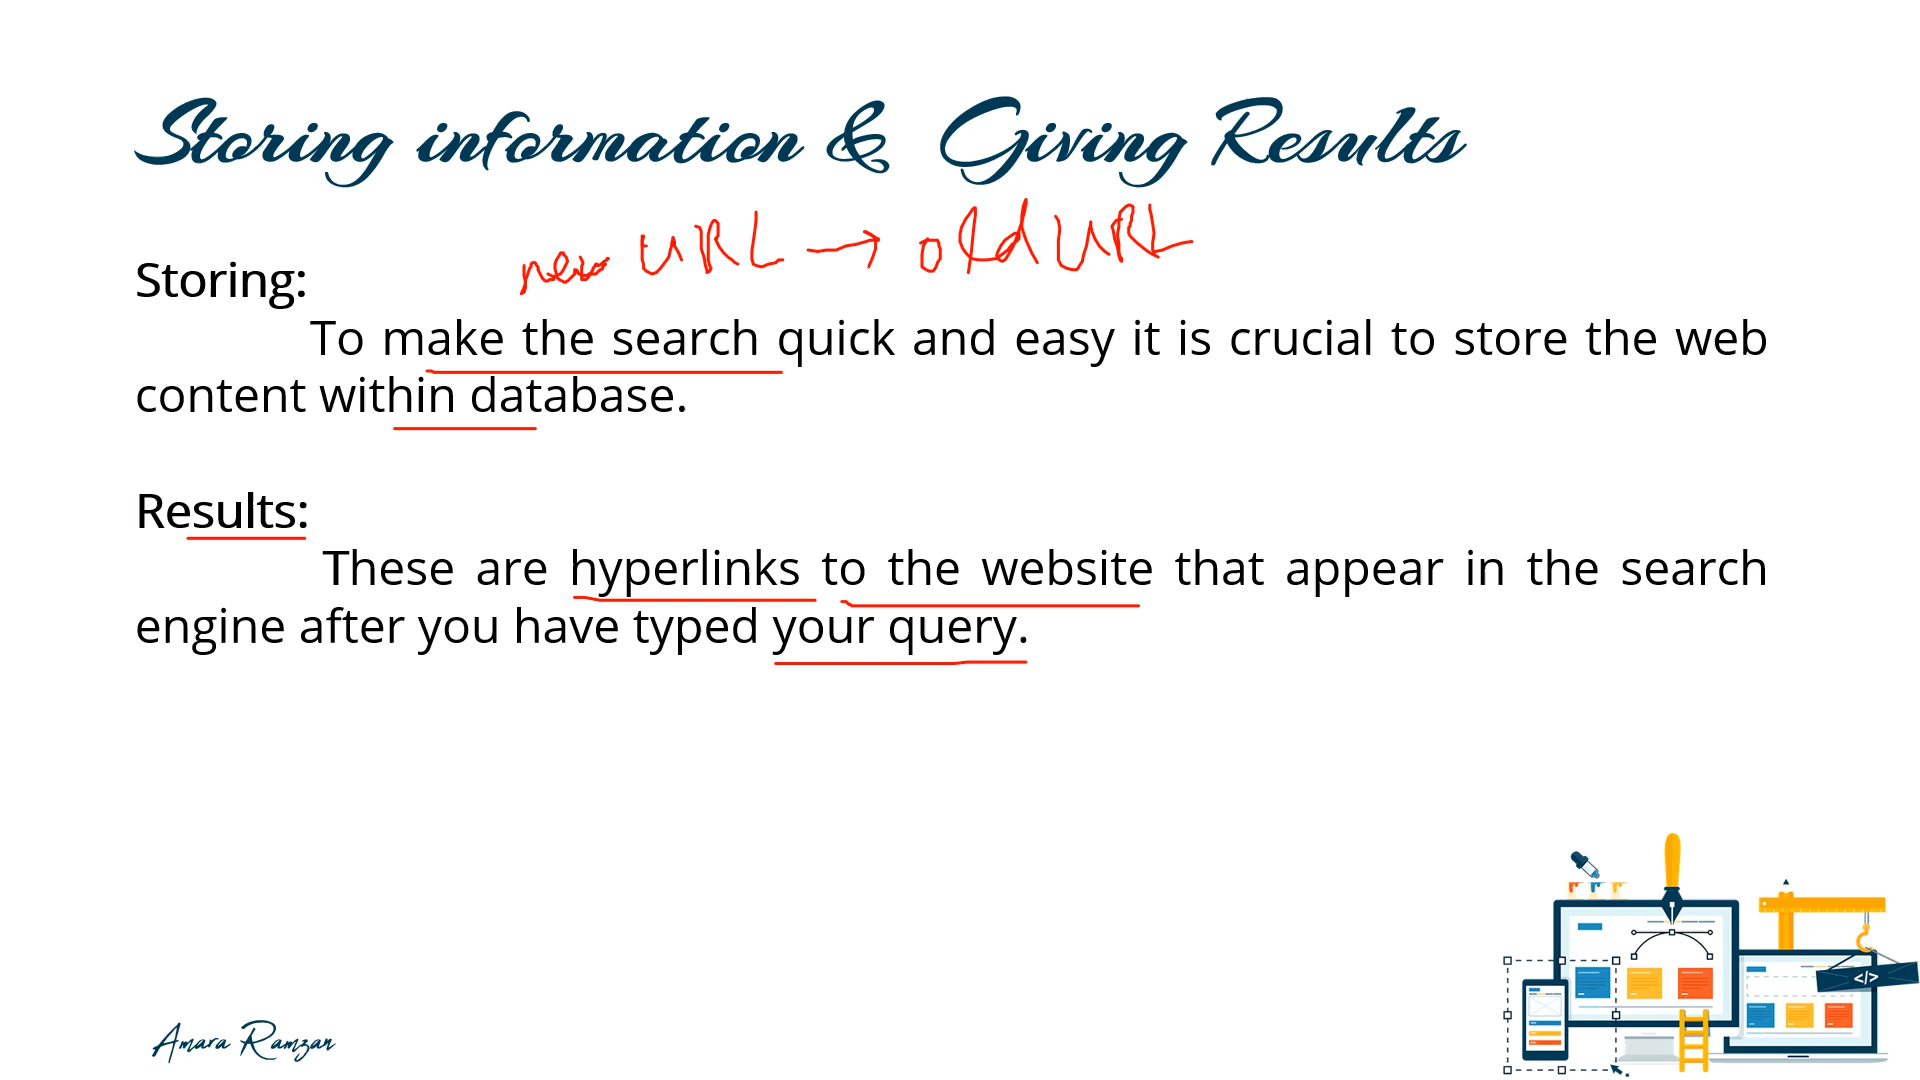 Storing information & Giving Results
new URL → old URL
Storing:
To make the search quick and easy it is crucial to store the web
content within database.
Results:
These are hyperlinks to the website that appear in the search
engine after you have typed your query.
</>
Amara Ramzan